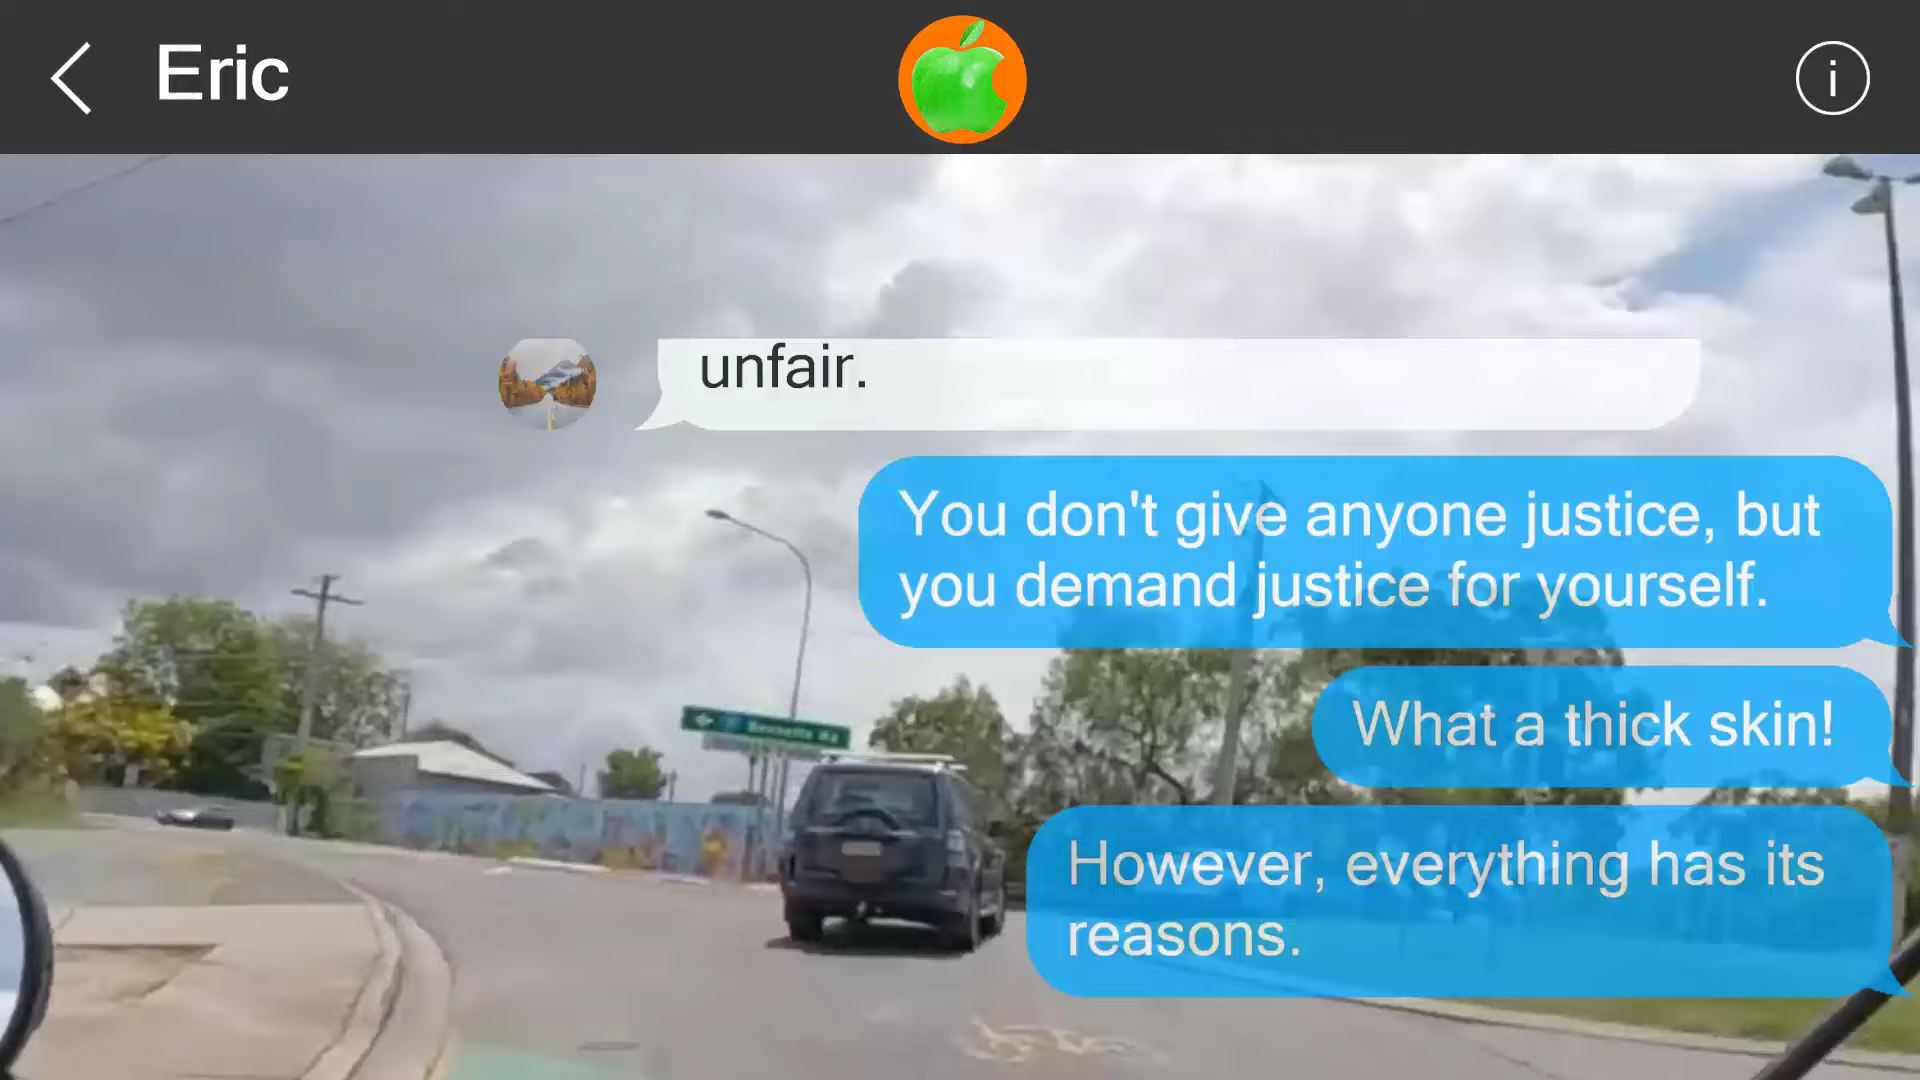 Eric
i
unfair.
You don't give anyone justice, but
you demand justice for yourself.
What a thick skin!
However, everything has its
reasons.